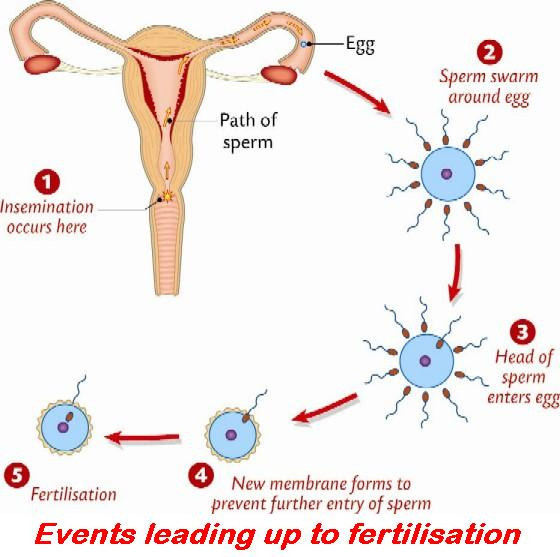 Egg
Path of
sperm
1
Insemination
occurs here
2
Sperm swarm
around egg
3
Head of
sperm
enters egg
4
New membrane forms to
prevent further entry of sperm
5
Fertilisation
Events leading up to fertilisation